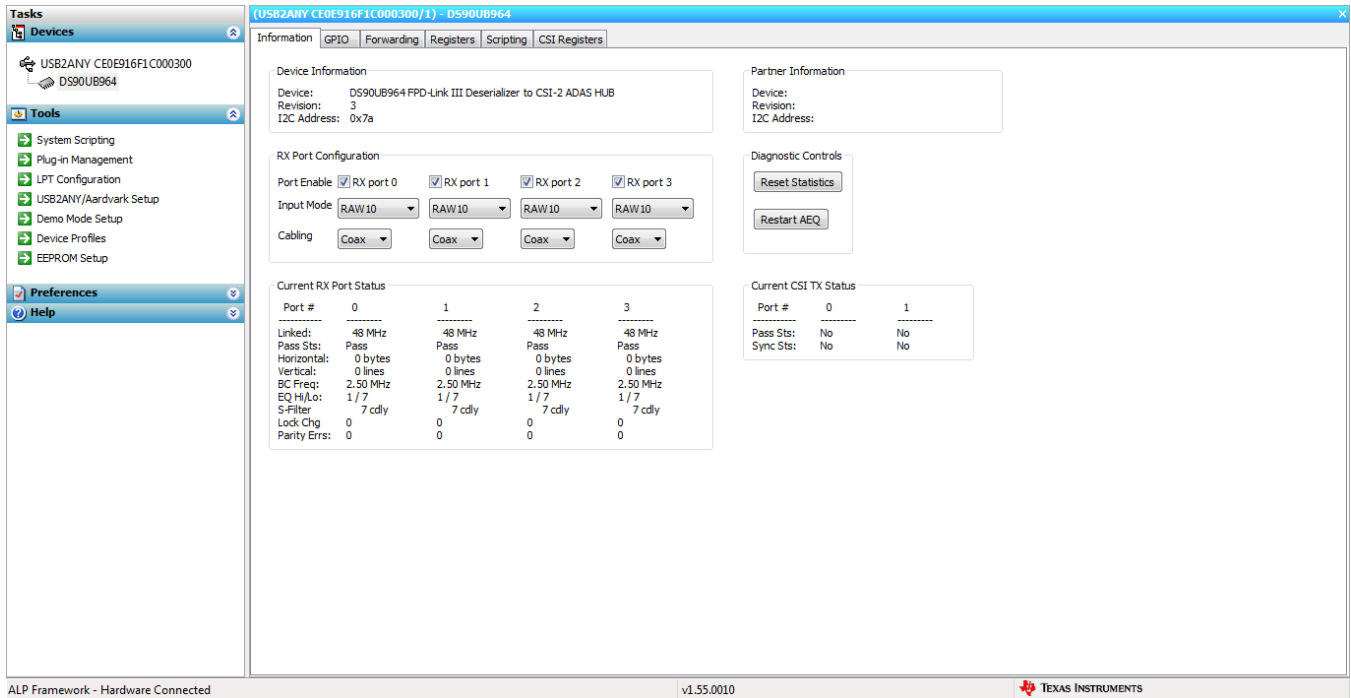 Tasks
Devices
USB2ANY CE0E916F1C000300
DS90UB964
Tools
System Scripting
Plug-in Management
LPT Configuration
USB2ANY/Aardvark Setup
Demo Mode Setup
Device Profiles
EEPROM Setup
Preferences
Help
(USB2ANY CE0E916F1C000300/1) - DS90UB964
Information GPIO Forwarding Registers Scripting CSI Registers
Device Information
Device: DS90UB964 FPD-Link III Deserializer to CSI-2 ADAS HUB
Revision: 3
I2C Address: 0x7a
Partner Information
Device:
Revision:
I2C Address:
RX Port Configuration
Port Enable RX port 0 RX port 1 RX port 2 RX port 3
Input Mode RAW10 RAW10 RAW10 RAW10
Cabling Coax Coax Coax Coax
Diagnostic Controls
Reset Statistics
Restart AEQ
Current RX Port Status
Port # 0 1 2 3
----------- --------- --------- --------- ---------
Linked: 48 MHz 48 MHz 48 MHz 48 MHz
Pass Sts: Pass Pass Pass Pass
Horizontal: 0 bytes 0 bytes 0 bytes 0 bytes
Vertical: 0 lines 0 lines 0 lines 0 lines
BC Freq: 2.50 MHz 2.50 MHz 2.50 MHz 2.50 MHz
EQ Hi/Lo: 1 / 7 1 / 7 1 / 7 1 / 7
S-Filter 7 cdly 7 cdly 7 cdly 7 cdly
Lock Chg 0 0 0 0
Parity Errs: 0 0 0 0
Current CSI TX Status
Port # 0 1
----------- --------- ---------
Pass Sts: No No
Sync Sts: No No
ALP Framework - Hardware Connected
v1.55.0010
TEXAS INSTRUMENTS